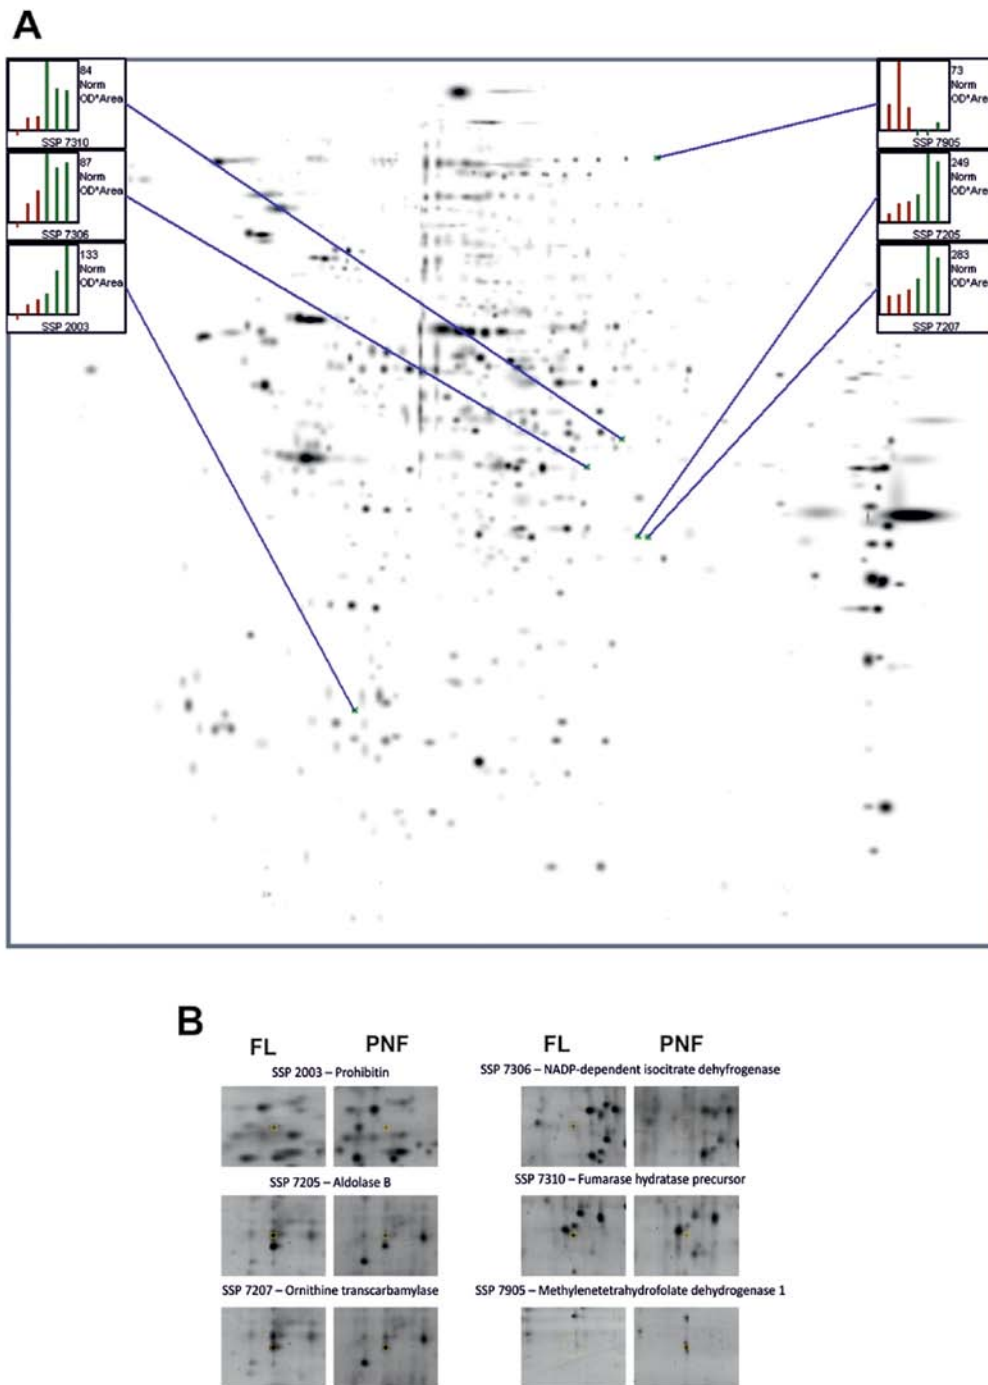 A
84
Norm
OD*Area
SSP 7310
87
Norm
OD*Area
SSP 7306
133
Norm
OD*Area
SSP 2003
73
Norm
OD*Area
SSP 7905
249
Norm
OD*Area
SSP 7205
283
Norm
OD*Area
SSP 7207
B
FL PNF FL PNF
SSP 2003 – Prohibitin
SSP 7306 – NADP-dependent isocitrate dehyfrogenase
SSP 7205 – Aldolase B
SSP 7310 – Fumarase hydratase precursor
SSP 7207 – Ornithine transcarbamylase
SSP 7905 – Methylenetetrahydrofolate dehydrogenase 1